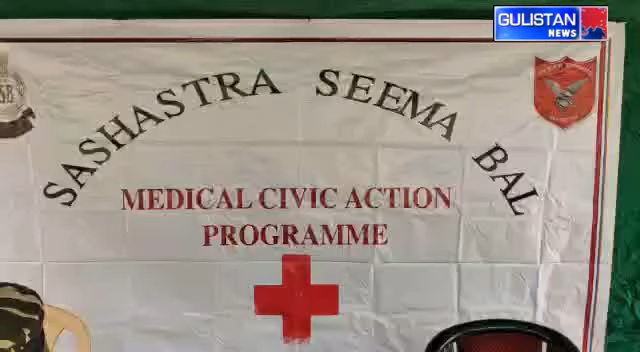 GULISTAN
NEWS
SASHASTRA SEEMA BAL
MEDICAL CIVIC ACTION
PROGRAMME